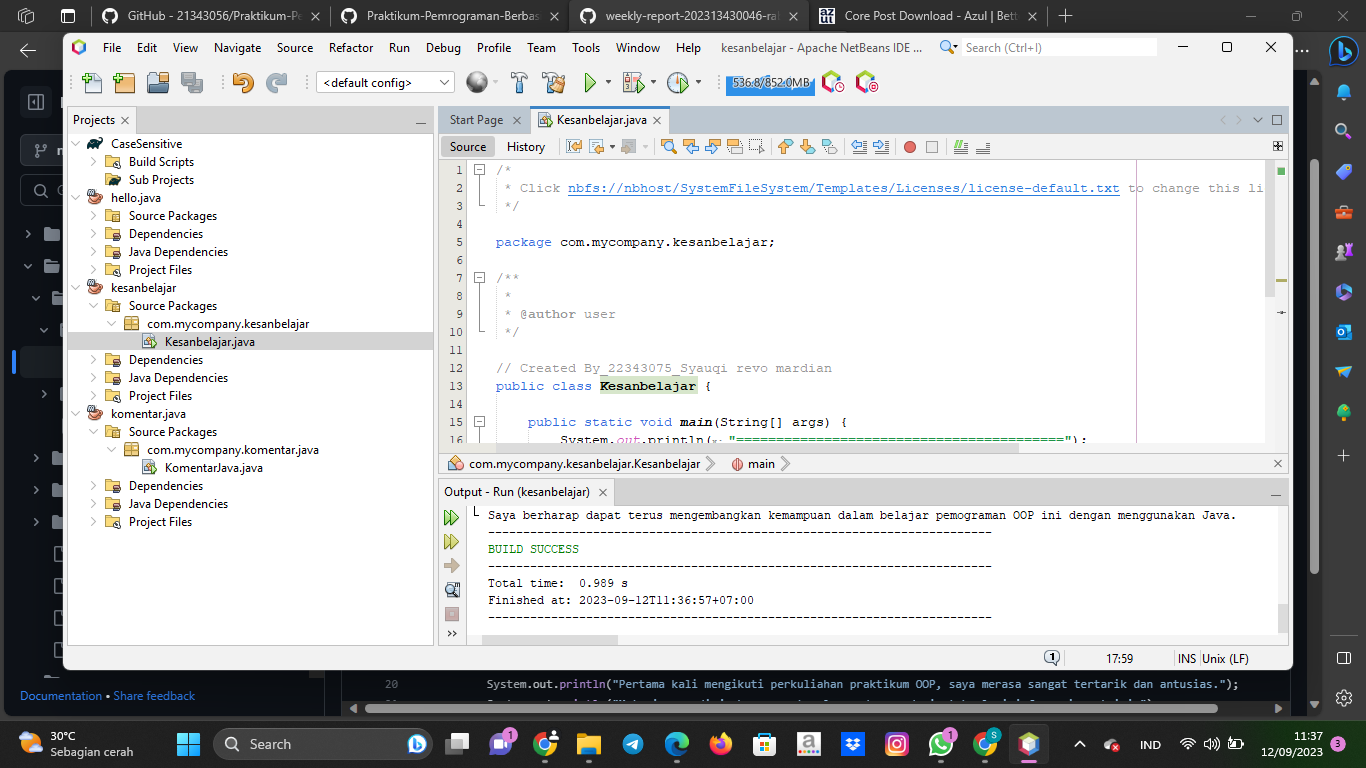 GitHub - 21343056/Praktikum-Pe
Praktikum-Pemrograman-Berbas
weekly-report-202313430046-ral
Core Post Download - Azul | Bett
File Edit View Navigate Source Refactor Run Debug Profile Team Tools Window Help
kesanbelajar - Apache NetBeans IDE ...
Search (Ctrl+I)
<default config>
536.8/852.0MB
Projects
CaseSensitive
Build Scripts
Sub Projects
hello.java
Source Packages
Dependencies
Java Dependencies
Project Files
kesanbelajar
Source Packages
com.mycompany.kesanbelajar
Kesanbelajar.java
Dependencies
Java Dependencies
Project Files
komentar.java
Source Packages
com.mycompany.komentar.java
KomentarJava.java
Dependencies
Java Dependencies
Project Files
Start Page
Kesanbelajar.java
Source History
1 /*
2 * Click nbfs://nbhost/SystemFileSystem/Templates/Licenses/license-default.txt to change this li
3 */
4
5 package com.mycompany.kesanbelajar;
6
7 /**
8 *
9 * @author user
10 */
11
12 // Created By_22343075_Syauqi revo mardian
13 public class Kesanbelajar {
14
15 public static void main(String[] args) {
16 System.out.println(x: "=========================================");
com.mycompany.kesanbelajar.Kesanbelajar
main
Output - Run (kesanbelajar)
Saya berharap dapat terus mengembangkan kemampuan dalam belajar pemograman OOP ini dengan menggunakan Java.
------------------------------------------------------------------------
BUILD SUCCESS
------------------------------------------------------------------------
Total time: 0.989 s
Finished at: 2023-09-12T11:36:57+07:00
------------------------------------------------------------------------
1
17:59
INS
Unix (LF)
Documentation • Share feedback
20 System.out.println("Pertama kali mengikuti perkuliahan praktikum OOP, saya merasa sangat tertarik dan antusias.");
30°C
Sebagian cerah
Search
1
1
S
IND
11:37
12/09/2023
3